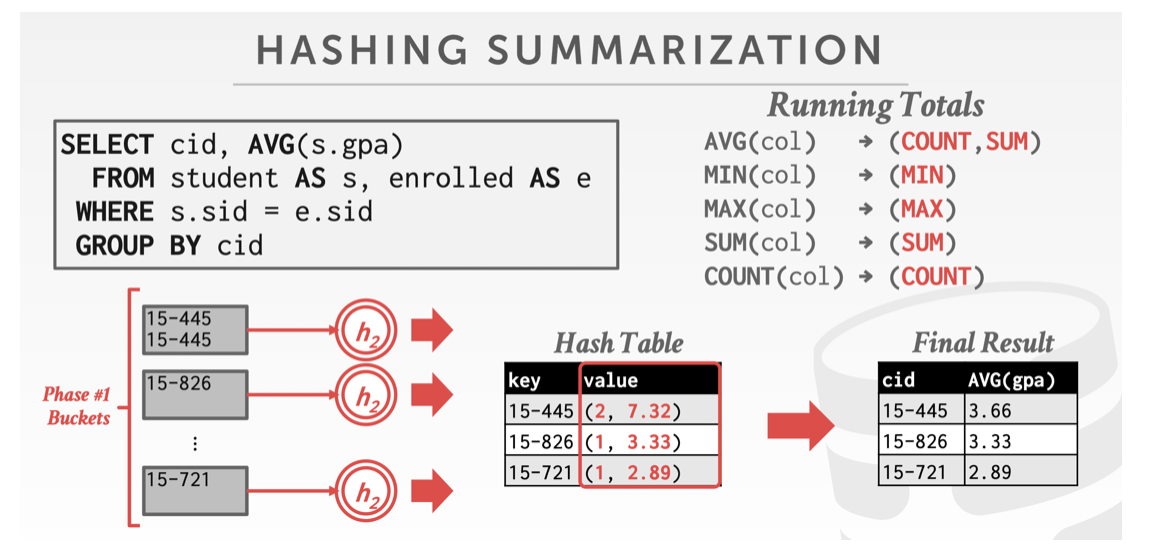 HASHING SUMMARIZATION
SELECT cid, AVG(s.gpa)
FROM student AS s, enrolled AS e
WHERE s.sid = e.sid
GROUP BY cid
Running Totals
AVG(col) → (COUNT,SUM)
MIN(col) → (MIN)
MAX(col) → (MAX)
SUM(col) → (SUM)
COUNT(col) → (COUNT)
Phase #1
Buckets
15-445
15-445
h2
15-826
h2
⋮
15-721
h2
Hash Table
key value
15-445 (2, 7.32)
15-826 (1, 3.33)
15-721 (1, 2.89)
Final Result
cid AVG(gpa)
15-445 3.66
15-826 3.33
15-721 2.89